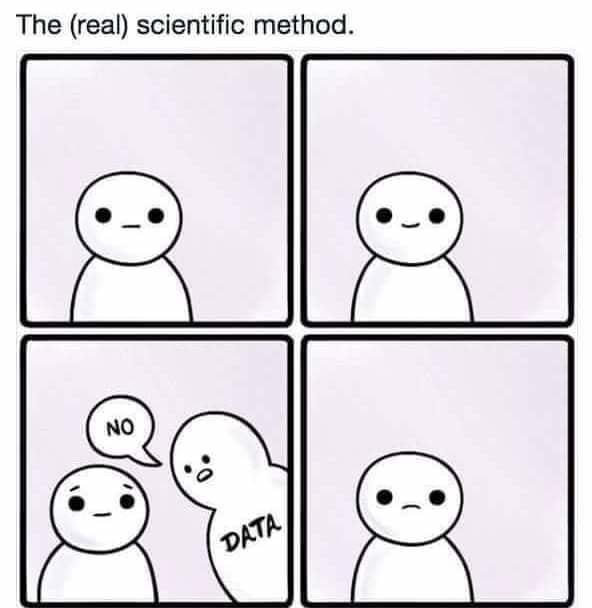 The (real) scientific method.
NO
DATA